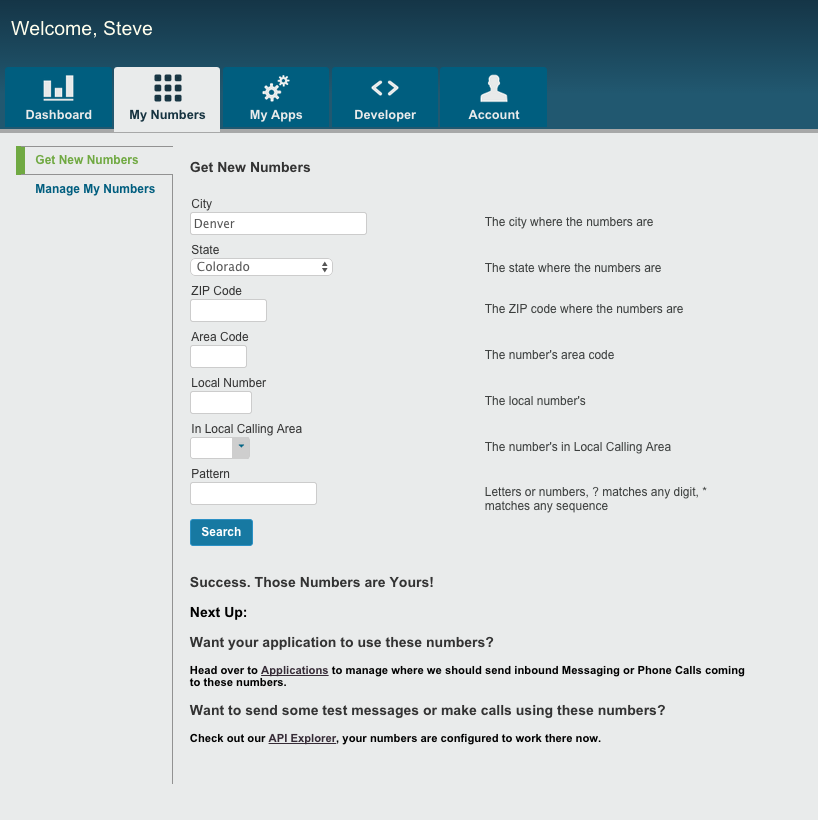 Welcome, Steve
Dashboard
My Numbers
My Apps
Developer
Account
Get New Numbers
Manage My Numbers
Get New Numbers
City
Denver
The city where the numbers are
State
Colorado
The state where the numbers are
ZIP Code
The ZIP code where the numbers are
Area Code
The number's area code
Local Number
The local number's
In Local Calling Area
The number's in Local Calling Area
Pattern
Letters or numbers, ? matches any digit, *
matches any sequence
Search
Success. Those Numbers are Yours!
Next Up:
Want your application to use these numbers?
Head over to Applications to manage where we should send inbound Messaging or Phone Calls coming
to these numbers.
Want to send some test messages or make calls using these numbers?
Check out our API Explorer, your numbers are configured to work there now.